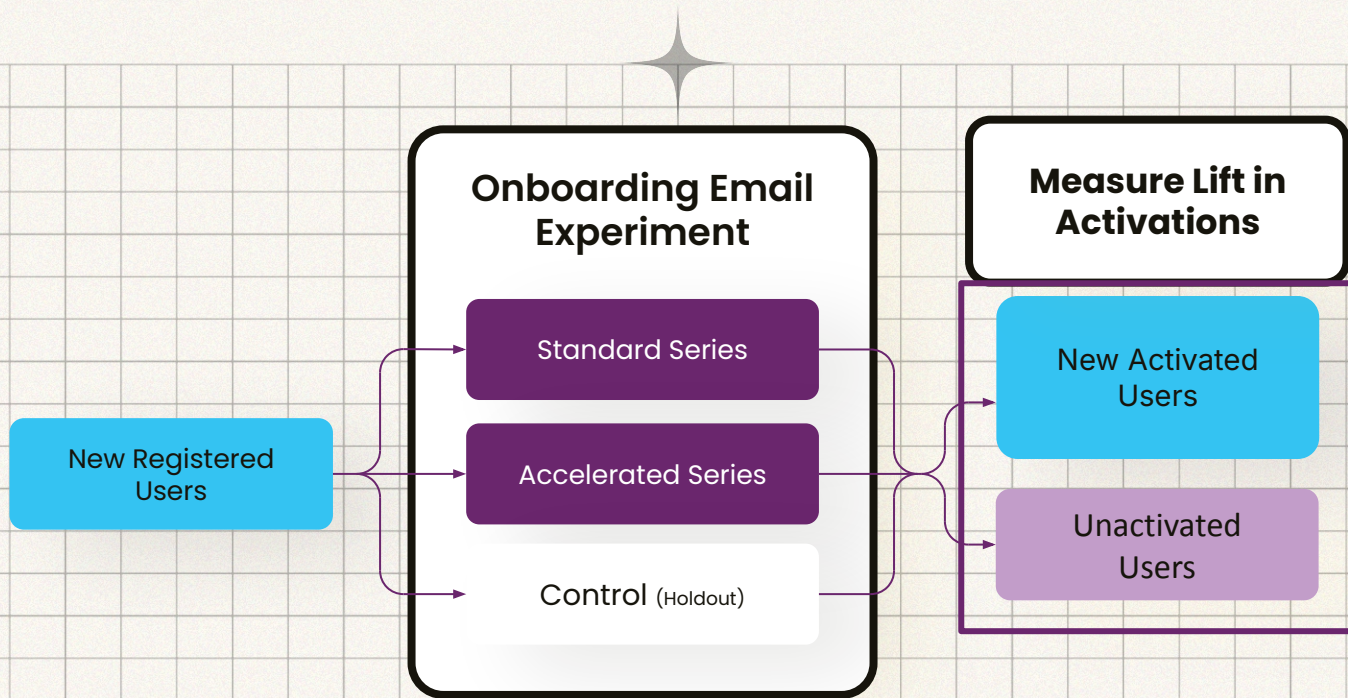 Onboarding Email
Experiment
Measure Lift in
Activations
New Registered
Users
Standard Series
Accelerated Series
Control (Holdout)
New Activated
Users
Unactivated
Users